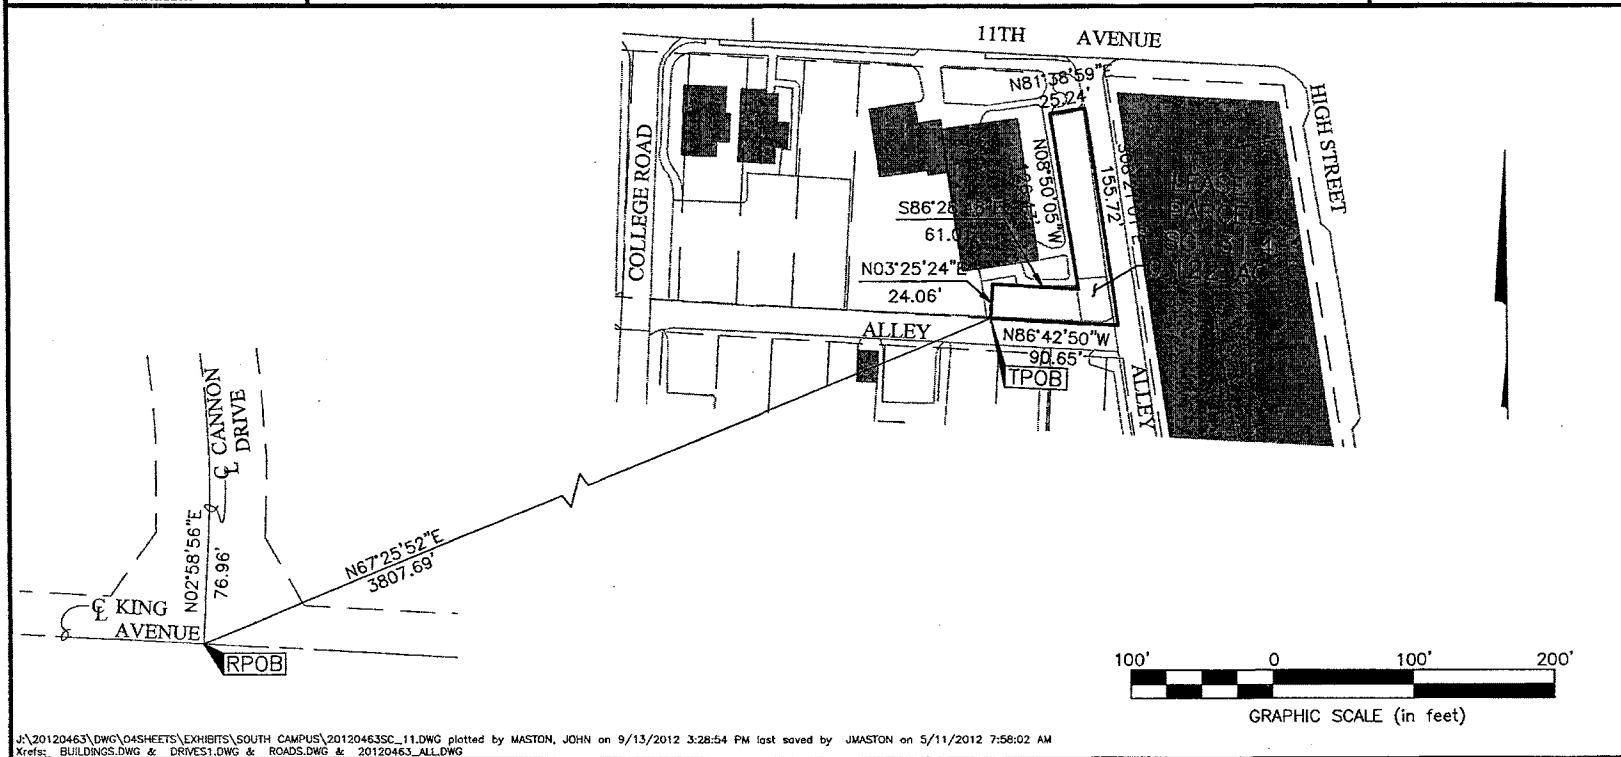 11TH AVENUE
N81°38'59"E
25.24'
HIGH STREET
COLLEGE ROAD
N08°50'05"W
155.72'
LEASE
PARCEL
S86°28'
61.0
N03°25'24"E
24.06'
ALLEY
N86°42'50"W
90.65'
TPOB
ALLEY
℄ CANNON
DRIVE
N02°58'56"E
76.96'
N67°25'52"E
3807.69'
℄ KING
AVENUE
RPOB
100' 0 100' 200'
GRAPHIC SCALE (in feet)
J:\20120463\DWG\04SHEETS\EXHIBITS\SOUTH CAMPUS\20120463SC_11.DWG plotted by MASTON, JOHN on 9/13/2012 3:28:54 PM last saved by JMASTON on 5/11/2012 7:58:02 AM
Xrefs: BUILDINGS.DWG & DRIVES1.DWG & ROADS.DWG & 20120463_ALL.DWG